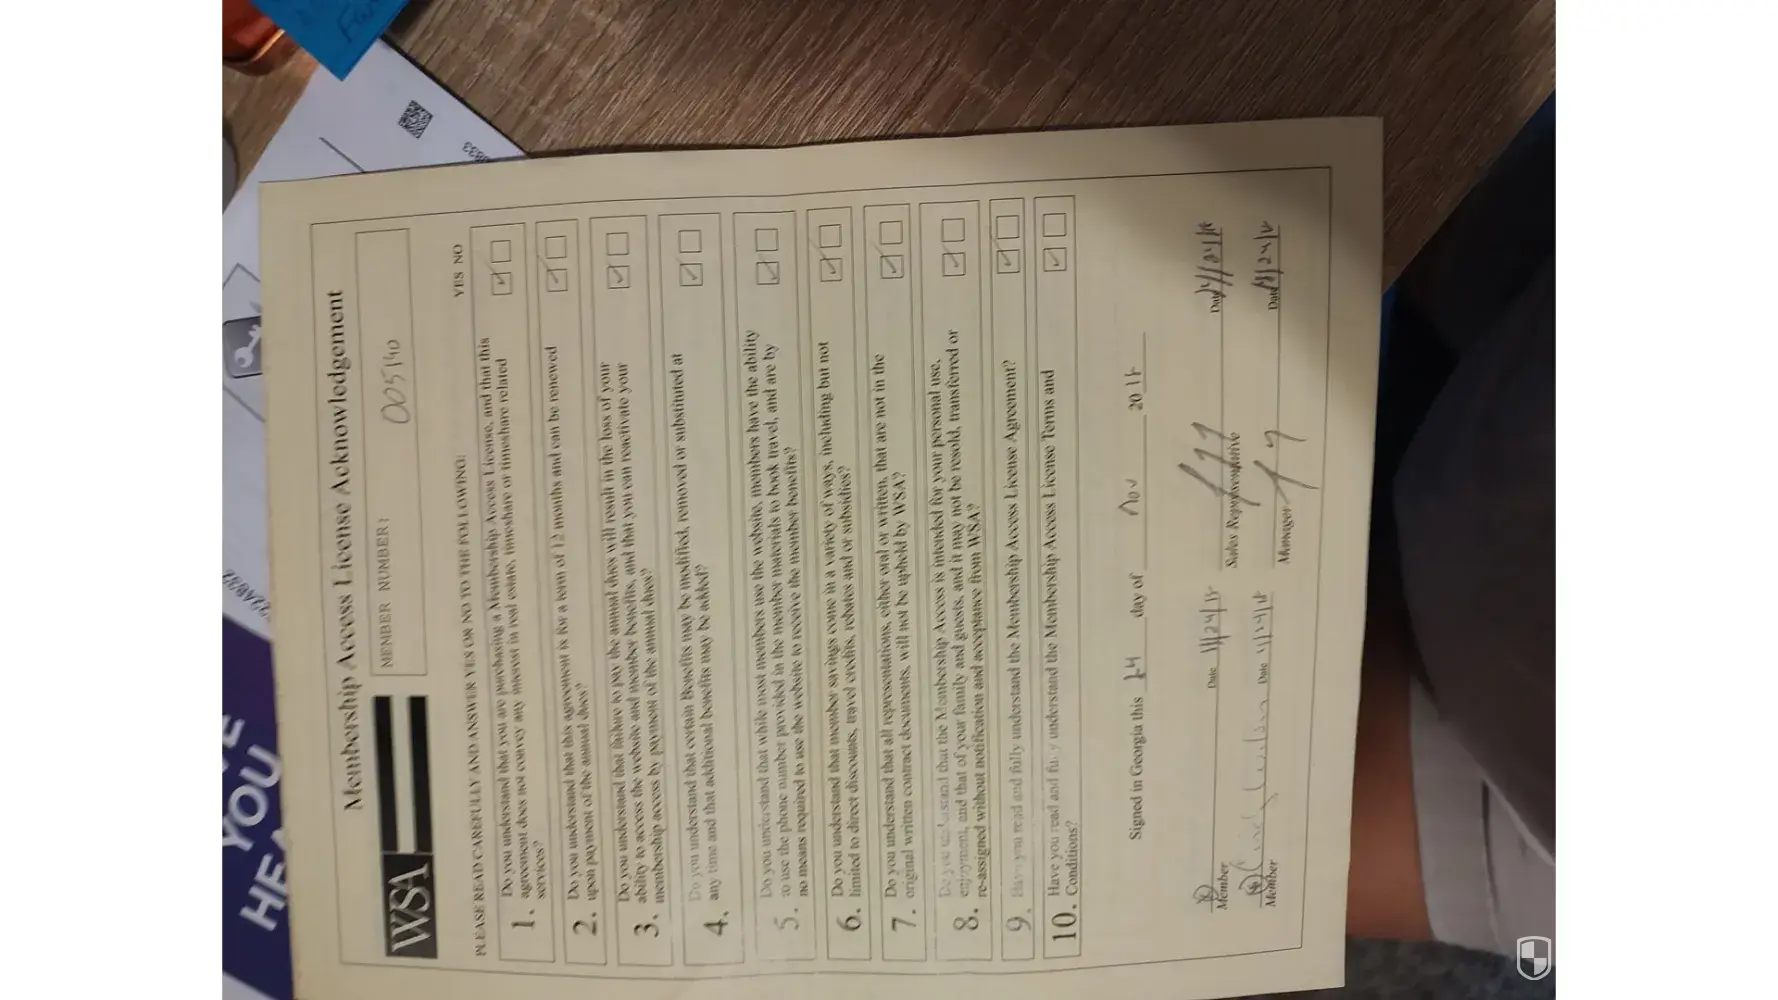 Membership Access License Acknowledgement
WSA
MEMBER NUMBER: 005140
PLEASE READ CAREFULLY AND ANSWER YES OR NO TO THE FOLLOWING:
YES NO
1. Do you understand that you are purchasing a Membership Access License, and that this
agreement does not convey any interest in real estate, timeshare or timeshare related
services?
2. Do you understand that this agreement is for a term of 12 months and can be renewed
upon payment of the annual dues?
3. Do you understand that failure to pay the annual dues will result in the loss of your
ability to access the website and member benefits, and that you can reactivate your
membership access by payment of the annual dues?
4. Do you understand that certain Benefits may be modified, removed or substituted at
any time and that additional benefits may be added?
5. Do you understand that while most members use the website, members have the ability
to use the phone number provided in the member materials to book travel, and are by
no means required to use the website to receive the member benefits?
6. Do you understand that member savings come in a variety of ways, including but not
limited to direct discounts, travel credits, rebates and/or subsidies?
7. Do you understand that all representations, either oral or written, that are not in the
original written contract documents, will not be upheld by WSA?
8. Do you understand that the Membership Access is intended for your personal use,
enjoyment, and that of your family and guests, and it may not be resold, transferred or
re-assigned without notification and acceptance from WSA?
9. Have you read and fully understand the Membership Access License Agreement?
10. Have you read and fully understand the Membership Access License Terms and
Conditions?
Signed in Georgia this 24 day of Nov 2018
Member Date 11/24/18 Sales Representative Date
Member Date 11/24/18 Manager Date
YOU
HEA